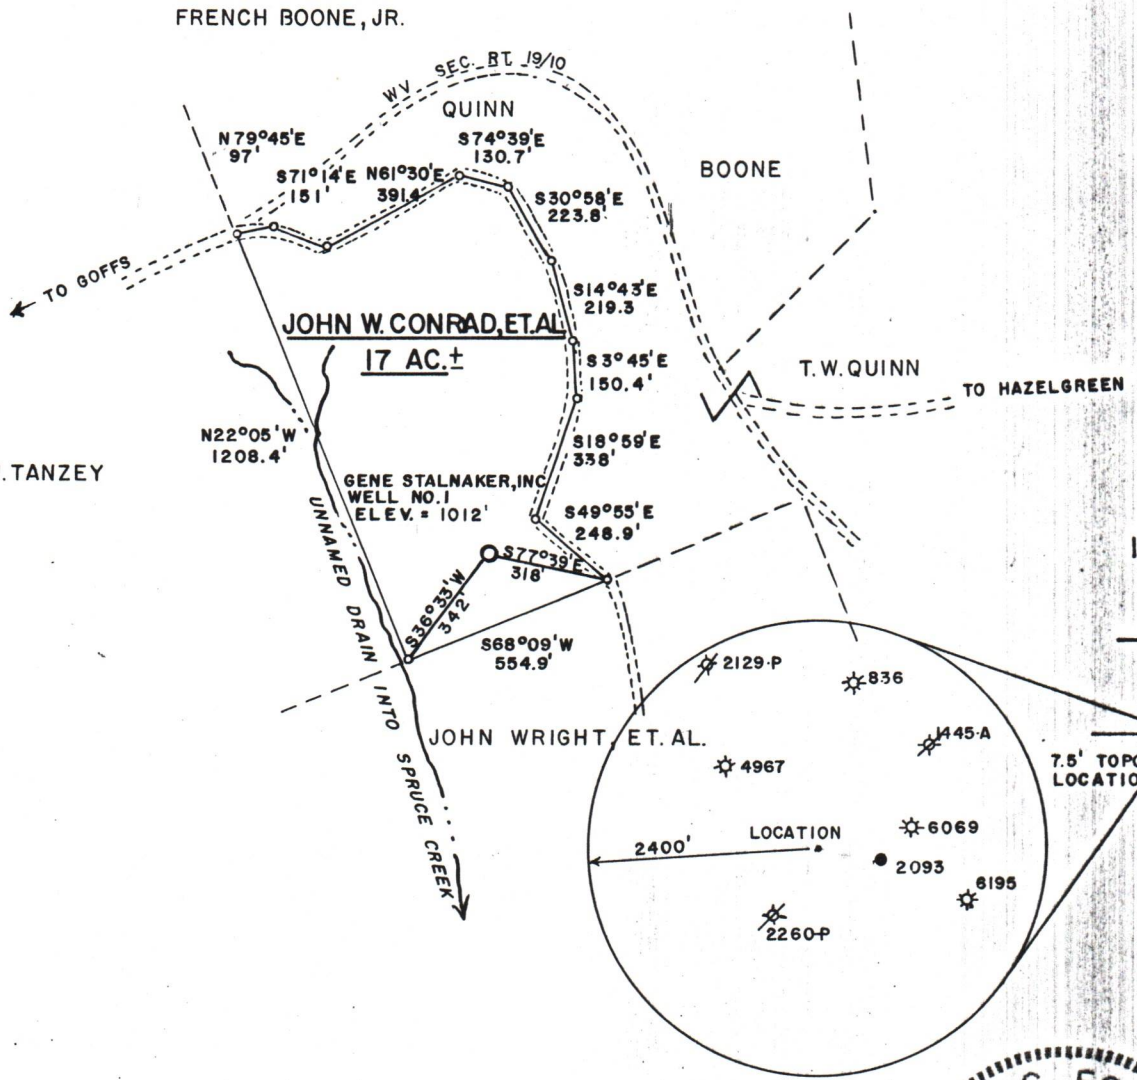 FRENCH BOONE, JR.
WV SEC. RT. 19/10
QUINN
N79°45'E
97'
S71°14'E
151'
N61°30'E
391.4'
S74°39'E
130.7'
S30°58'E
223.8'
BOONE
TO GOFFS
S14°43'E
219.3
JOHN W. CONRAD, ET. AL.
17 AC.±
S3°45'E
150.4'
T.W. QUINN
TO HAZELGREEN
N22°05'W
1208.4'
S18°59'E
338'
.TANZEY
GENE STALNAKER, INC
WELL NO.1
ELEV. = 1012'
S49°55'E
248.9'
S77°39'E
318'
S36°33'W
342'
S68°09'W
554.9'
UNNAMED DRAIN INTO SPRUCE CREEK
JOHN WRIGHT, ET. AL.
2129-P
836
1445-A
4967
7.5' TOPO
LOCATIO
6069
LOCATION
2400'
2093
6195
2260-P